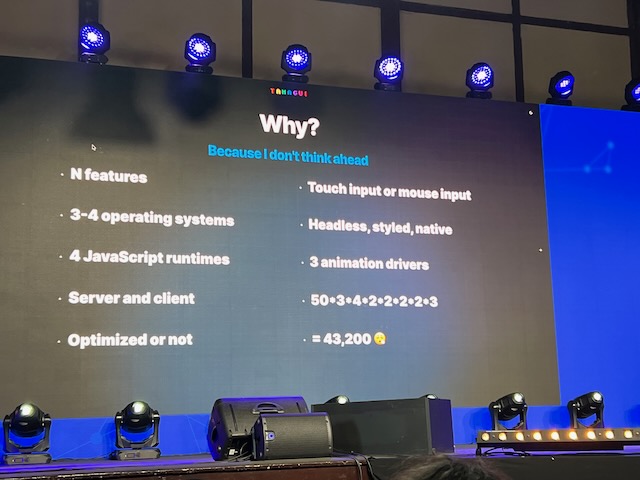 TAMAGUI
Why?
Because I don't think ahead
· N features
· 3-4 operating systems
· 4 JavaScript runtimes
· Server and client
· Optimized or not
· Touch input or mouse input
· Headless, styled, native
· 3 animation drivers
· 50*3*4*2*2*2*2*3
· = 43,200 😮‍💨